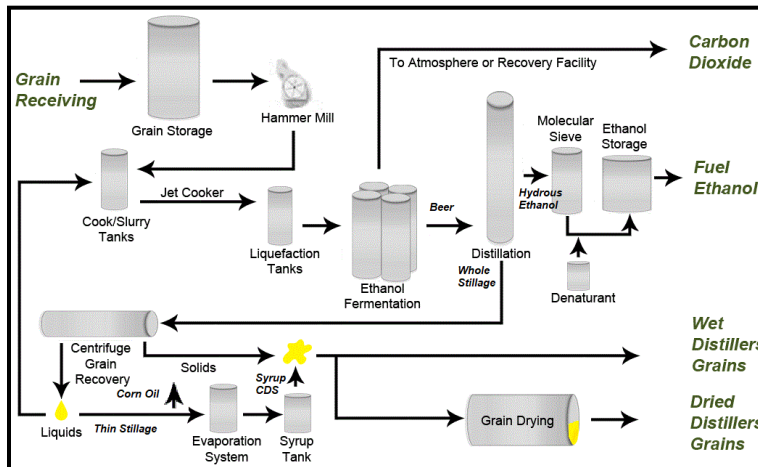 Carbon
Dioxide
To Atmosphere or Recovery Facility
Grain
Receiving
Grain Storage
Hammer Mill
Molecular
Sieve
Ethanol
Storage
Fuel
Ethanol
Jet Cooker
Cook/Slurry
Tanks
Liquefaction
Tanks
Beer
Hydrous
Ethanol
Distillation
Whole
Stillage
Ethanol
Fermentation
Denaturant
Centrifuge
Grain
Recovery
Solids
Syrup
CDS
Wet
Distillers
Grains
Corn Oil
Liquids
Thin Stillage
Evaporation
System
Syrup
Tank
Grain Drying
Dried
Distillers
Grains